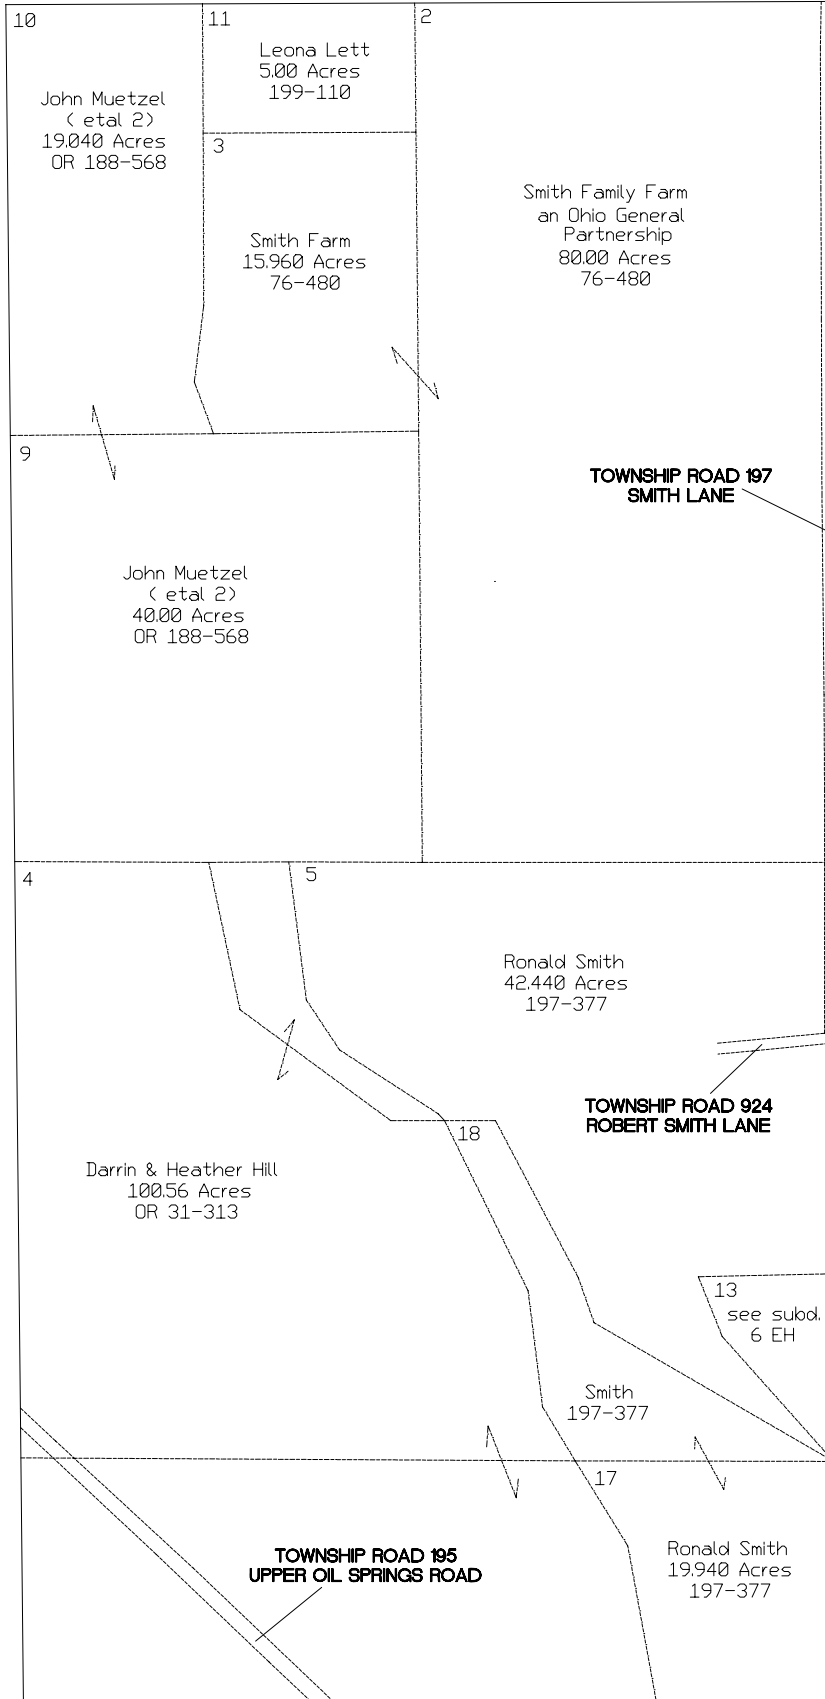 10
11
2
Leona Lett
5.00 Acres
199-110
John Muetzel
( etal 2)
19.040 Acres
OR 188-568
3
Smith Farm
15.960 Acres
76-480
Smith Family Farm
an Ohio General
Partnership
80.00 Acres
76-480
9
TOWNSHIP ROAD 197
SMITH LANE
John Muetzel
( etal 2)
40.00 Acres
OR 188-568
4
5
Ronald Smith
42.440 Acres
197-377
TOWNSHIP ROAD 924
ROBERT SMITH LANE
18
Darrin & Heather Hill
100.56 Acres
OR 31-313
13
see subd.
6 EH
Smith
197-377
17
TOWNSHIP ROAD 195
UPPER OIL SPRINGS ROAD
Ronald Smith
19.940 Acres
197-377